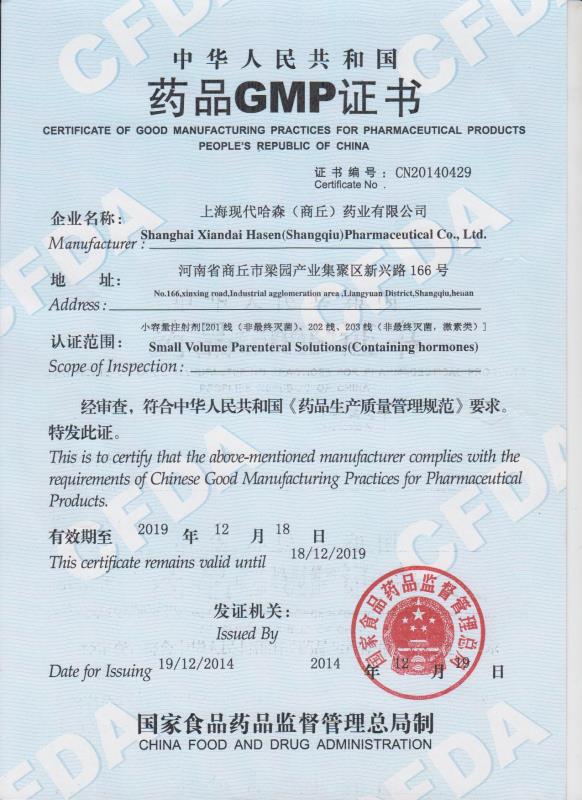 中华人民共和国
药品GMP证书
CERTIFICATE OF GOOD MANUFACTURING PRACTICES FOR PHARMACEUTICAL PRODUCTS
PEOPLE'S REPUBLIC OF CHINA
证书编号: CN20140429
Certificate No .
企业名称: 上海现代哈森（商丘）药业有限公司
Manufacturer : Shanghai Xiandai Hasen(Shangqiu)Pharmaceutical Co., Ltd.
地 址: 河南省商丘市梁园产业集聚区新兴路 166 号
Address : No.166,xinxing road,Industrial agglomeration area ,Liangyuan District,Shangqiu,henan
认证范围: 小容量注射剂[201 线（非最终灭菌）、202 线、203 线（非最终灭菌，激素类）]
Scope of Inspection : Small Volume Parenteral Solutions(Containing hormones)
经审查，符合中华人民共和国《药品生产质量管理规范》要求。
特发此证。
This is to certify that the above-mentioned manufacturer complies with the
requirements of Chinese Good Manufacturing Practices for Pharmaceutical
Products.
有效期至 2019 年 12 月 18 日
This certificate remains valid until 18/12/2019
发证机关:
Issued By
国家食品药品监督管理总局
Date for Issuing 19/12/2014 2014 年 12 月 19 日
国家食品药品监督管理总局制
CHINA FOOD AND DRUG ADMINISTRATION
CFDA
CFDA
CFDA
CFDA
CFDA
CFDA